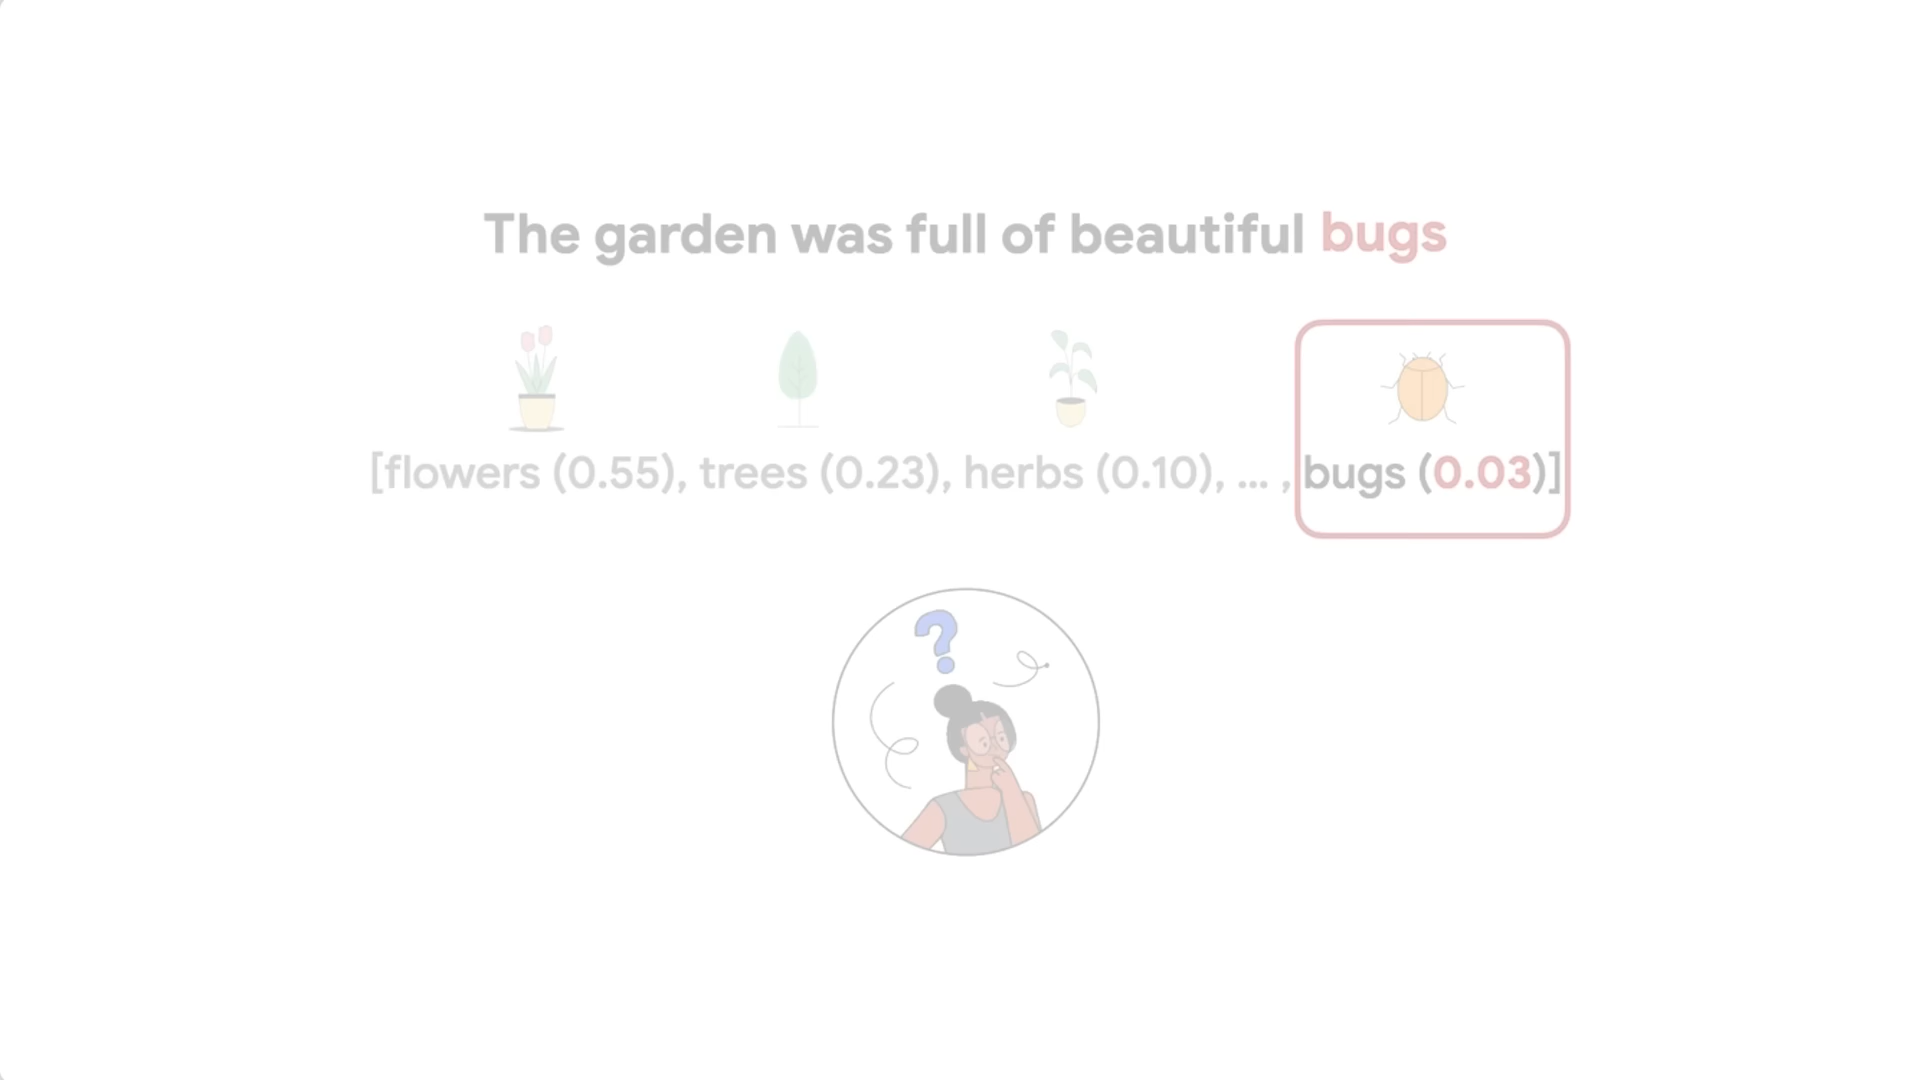 The garden was full of beautiful bugs
[flowers (0.55), trees (0.23), herbs (0.10), ... , bugs (0.03)]
?